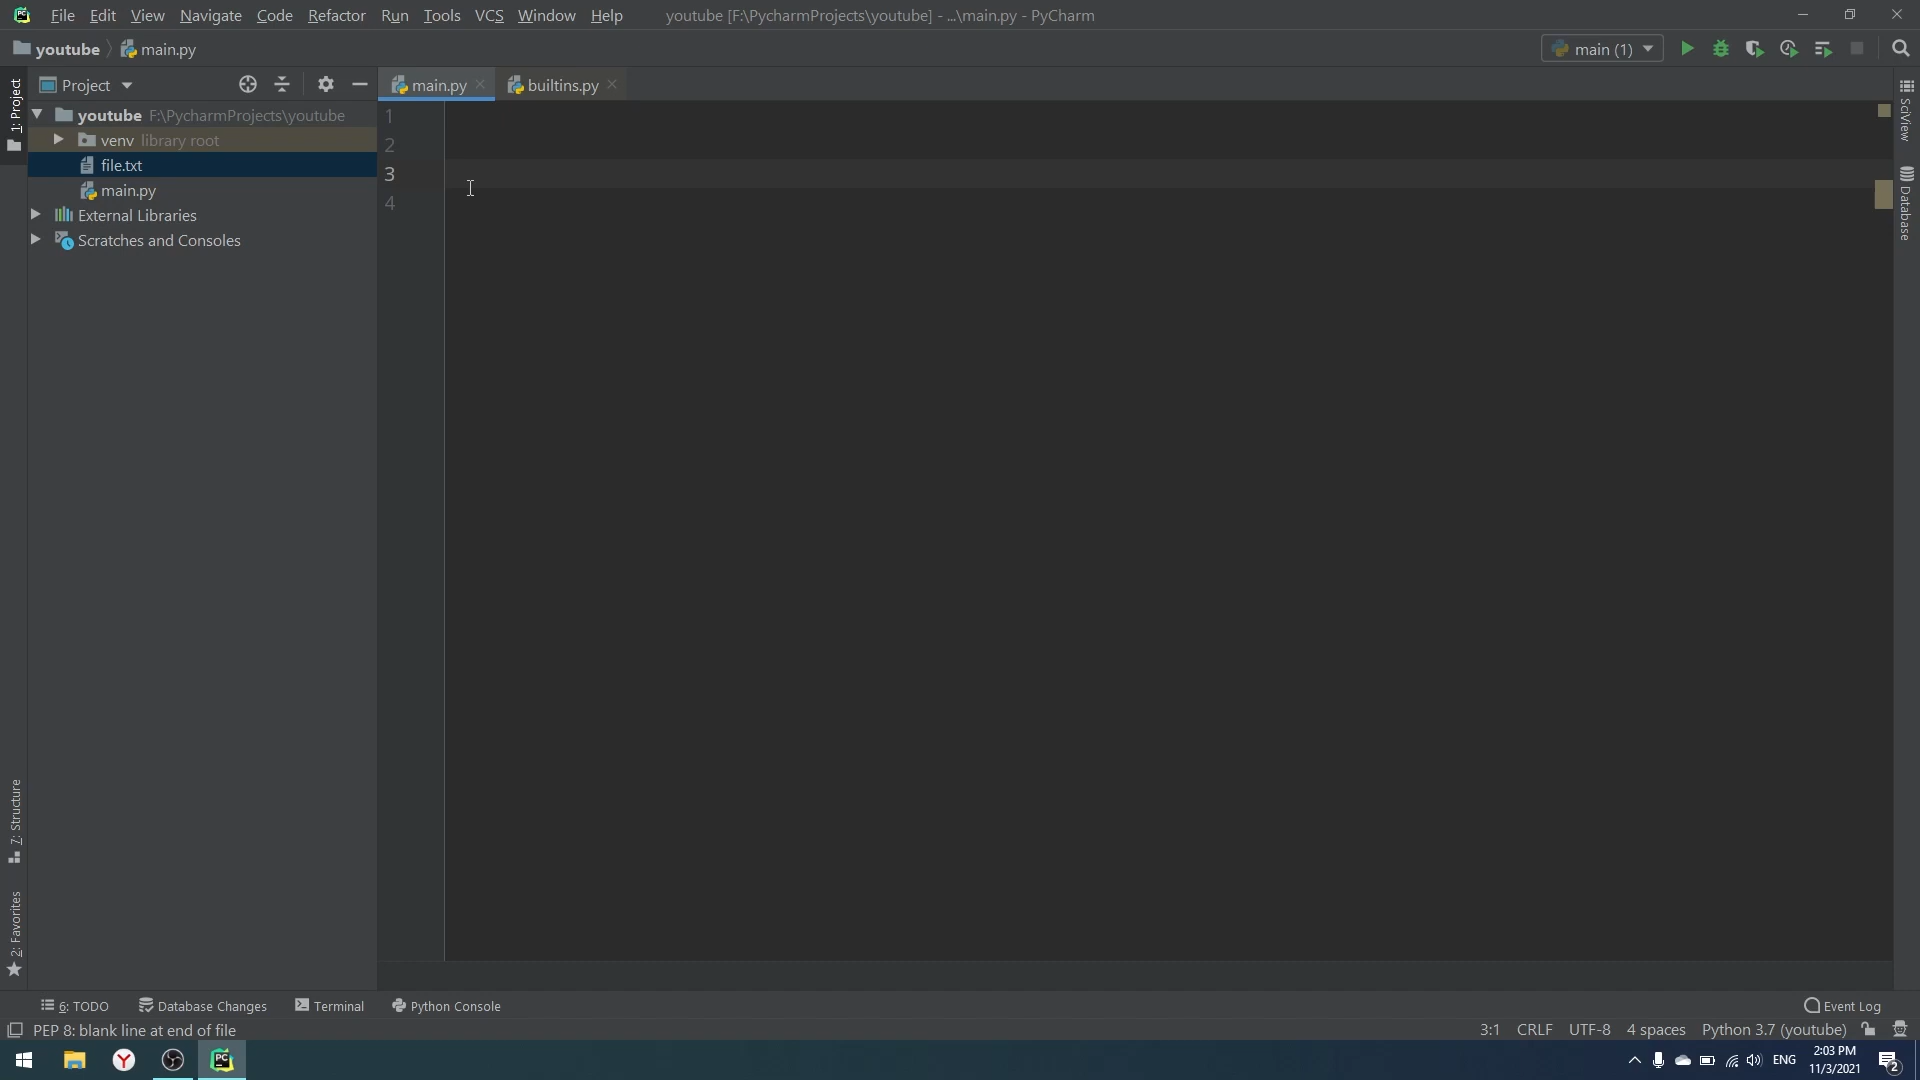 File Edit View Navigate Code Refactor Run Tools VCS Window Help youtube [F:\PycharmProjects\youtube] - ...\main.py - PyCharm
youtube main.py main (1)
Project main.py builtins.py
youtube F:\PycharmProjects\youtube
venv library root
file.txt
main.py
External Libraries
Scratches and Consoles
1
2
3
4
1: Project
7: Structure
2: Favorites
SciView
Database
6: TODO Database Changes Terminal Python Console Event Log
PEP 8: blank line at end of file 3:1 CRLF UTF-8 4 spaces Python 3.7 (youtube)
ENG 2:03 PM
11/3/2021
2